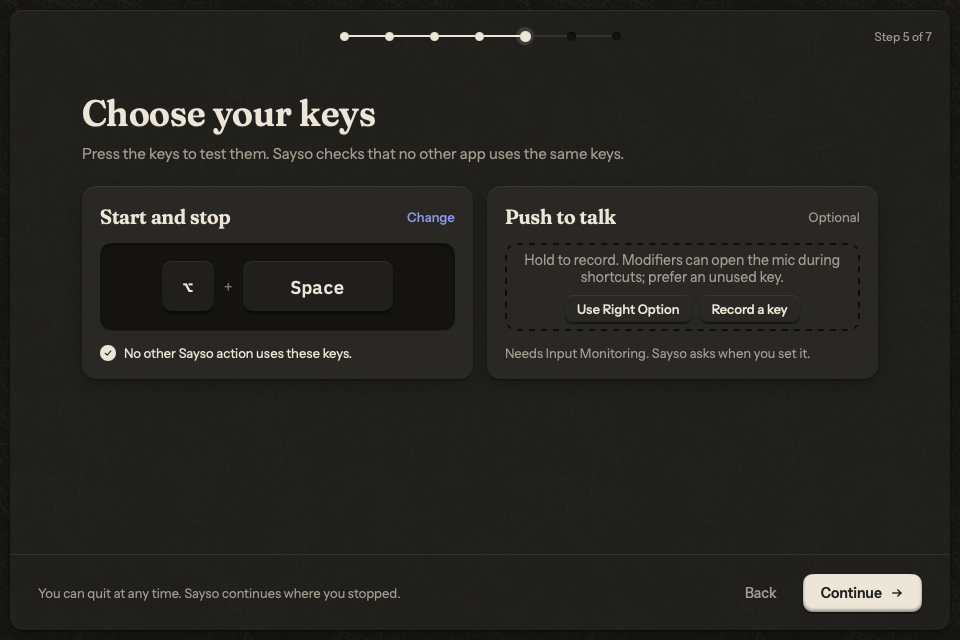 Step 5 of 7
Choose your keys
Press the keys to test them. Sayso checks that no other app uses the same keys.
Start and stop
Change
⌥ + Space
No other Sayso action uses these keys.
Push to talk
Optional
Hold to record. Modifiers can open the mic during
shortcuts; prefer an unused key.
Use Right Option
Record a key
Needs Input Monitoring. Sayso asks when you set it.
You can quit at any time. Sayso continues where you stopped.
Back
Continue →